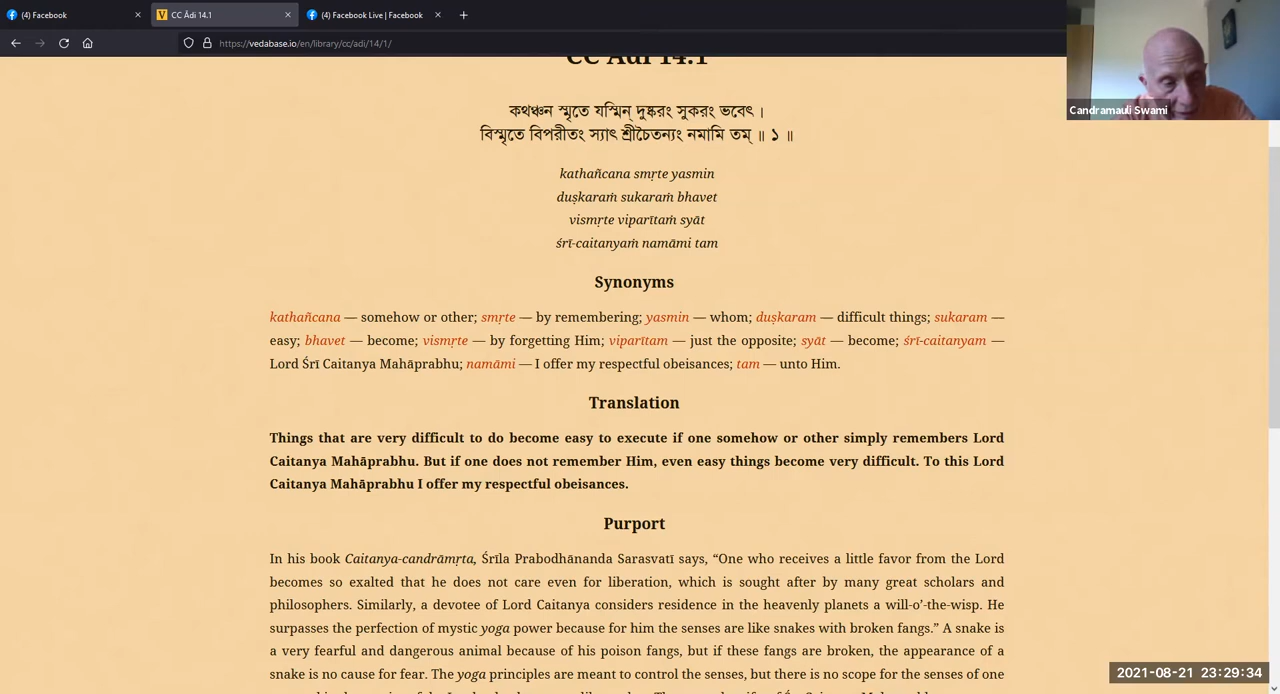 (4) Facebook
CC Ādi 14.1
(4) Facebook Live | Facebook
https://vedabase.io/en/library/cc/adi/14/1/
CC Ādi 14.1
Candramauli Swami
কথঞ্চন স্মৃতে যস্মিন্ দুষ্করং সুকরং ভবেৎ ।
বিস্মৃতে বিপরীতং স্যাৎ শ্রীচৈতন্যং নমামি তম্ ॥ ১ ॥
kathañcana smṛte yasmin
duṣkaraṁ sukaraṁ bhavet
vismṛte viparītaṁ syāt
śrī-caitanyaṁ namāmi tam
Synonyms
kathañcana — somehow or other; smṛte — by remembering; yasmin — whom; duṣkaram — difficult things; sukaram —
easy; bhavet — become; vismṛte — by forgetting Him; viparītam — just the opposite; syāt — become; śrī-caitanyam —
Lord Śrī Caitanya Mahāprabhu; namāmi — I offer my respectful obeisances; tam — unto Him.
Translation
Things that are very difficult to do become easy to execute if one somehow or other simply remembers Lord
Caitanya Mahāprabhu. But if one does not remember Him, even easy things become very difficult. To this Lord
Caitanya Mahāprabhu I offer my respectful obeisances.
Purport
In his book Caitanya-candrāmṛta, Śrīla Prabodhānanda Sarasvatī says, “One who receives a little favor from the Lord
becomes so exalted that he does not care even for liberation, which is sought after by many great scholars and
philosophers. Similarly, a devotee of Lord Caitanya considers residence in the heavenly planets a will-o’-the-wisp. He
surpasses the perfection of mystic yoga power because for him the senses are like snakes with broken fangs.” A snake is
a very fearful and dangerous animal because of his poison fangs, but if these fangs are broken, the appearance of a
snake is no cause for fear. The yoga principles are meant to control the senses, but there is no scope for the senses of one
2021-08-21 23:29:34